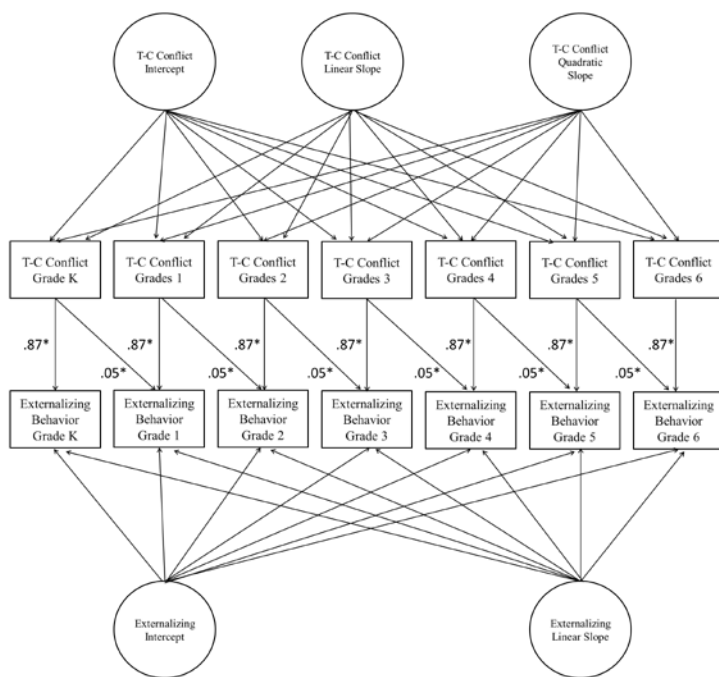 T-C Conflict
Intercept
T-C Conflict
Linear Slope
T-C Conflict
Quadratic
Slope
T-C Conflict
Grade K
T-C Conflict
Grades 1
T-C Conflict
Grades 2
T-C Conflict
Grades 3
T-C Conflict
Grades 4
T-C Conflict
Grades 5
T-C Conflict
Grades 6
.87*
.87*
.87*
.87*
.87*
.87*
.87*
.05*
.05*
.05*
.05*
.05*
.05*
Externalizing
Behavior
Grade K
Externalizing
Behavior
Grade 1
Externalizing
Behavior
Grade 2
Externalizing
Behavior
Grade 3
Externalizing
Behavior
Grade 4
Externalizing
Behavior
Grade 5
Externalizing
Behavior
Grade 6
Externalizing
Intercept
Externalizing
Linear Slope